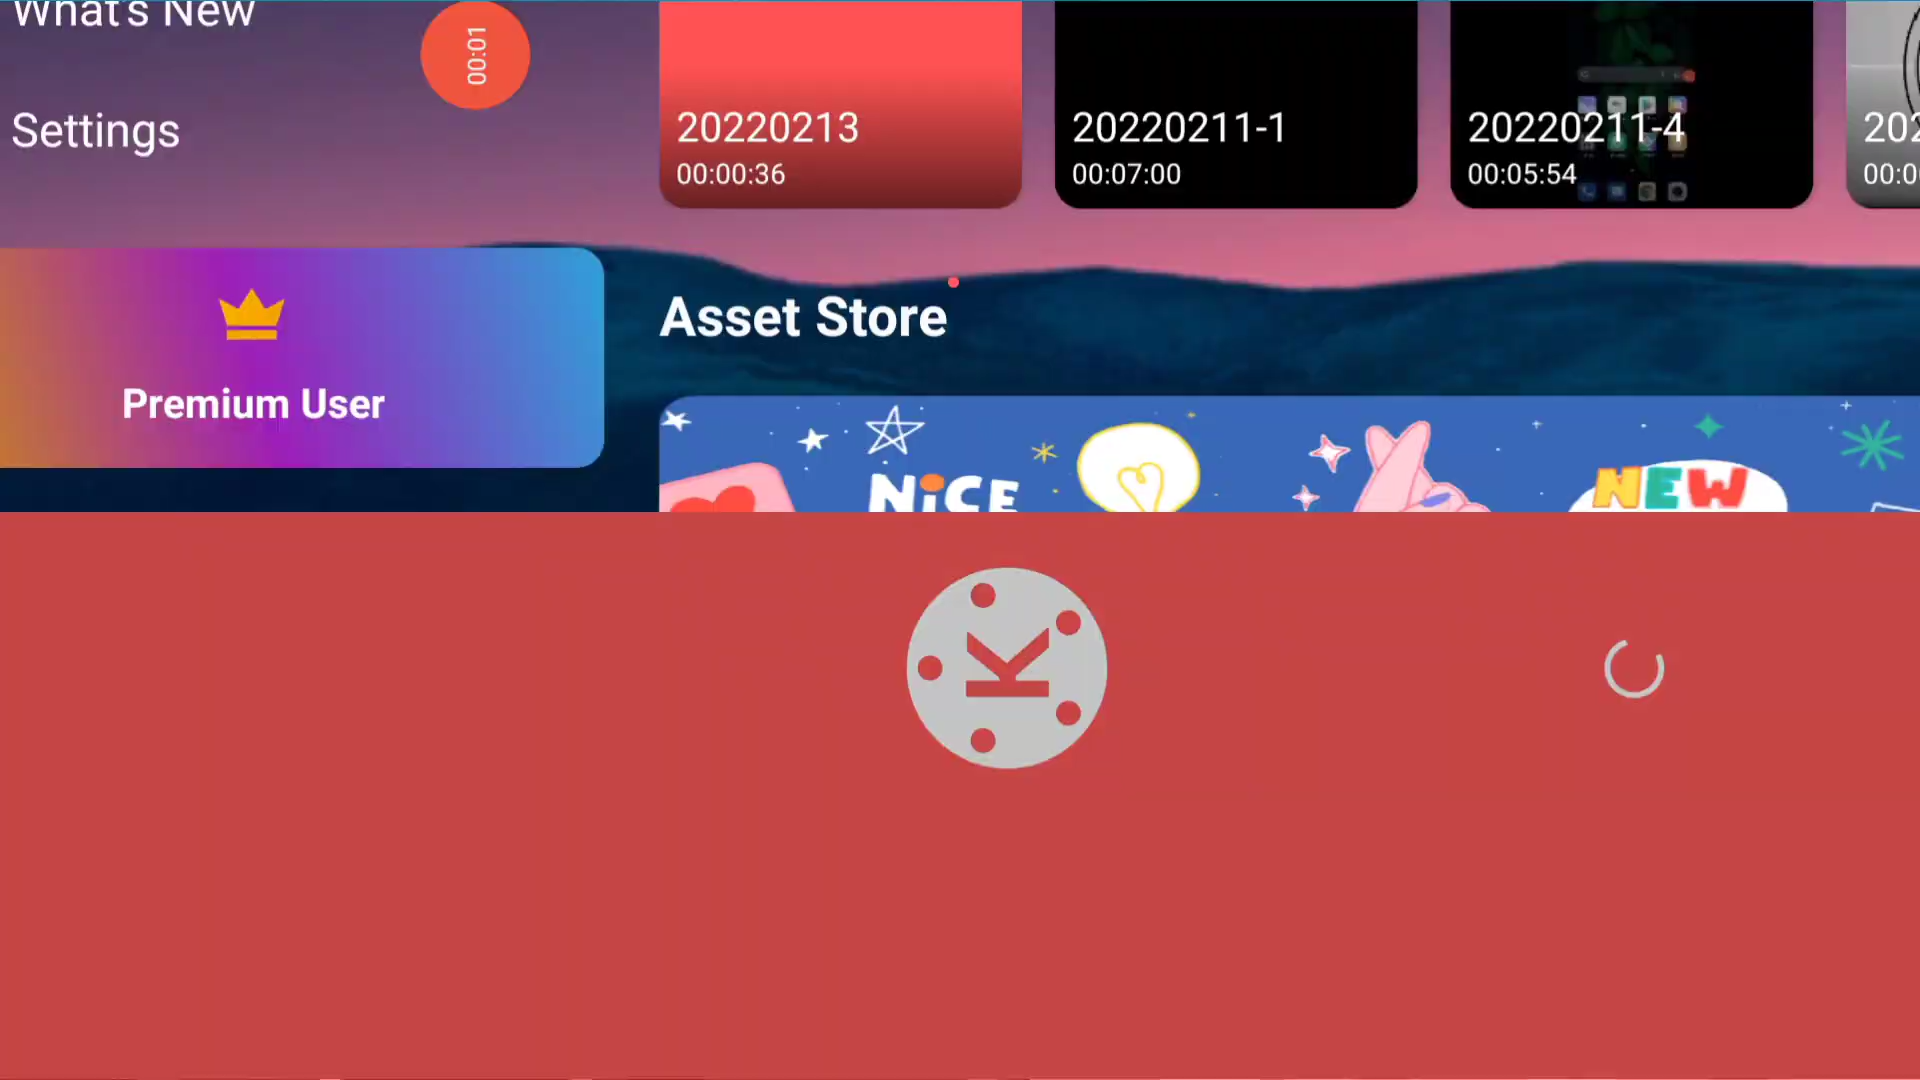 What's New
00:01
Settings
20220213
00:00:36
20220211-1
00:07:00
20220211-4
00:05:54
Asset Store
Premium User
NiCE
NEW
K